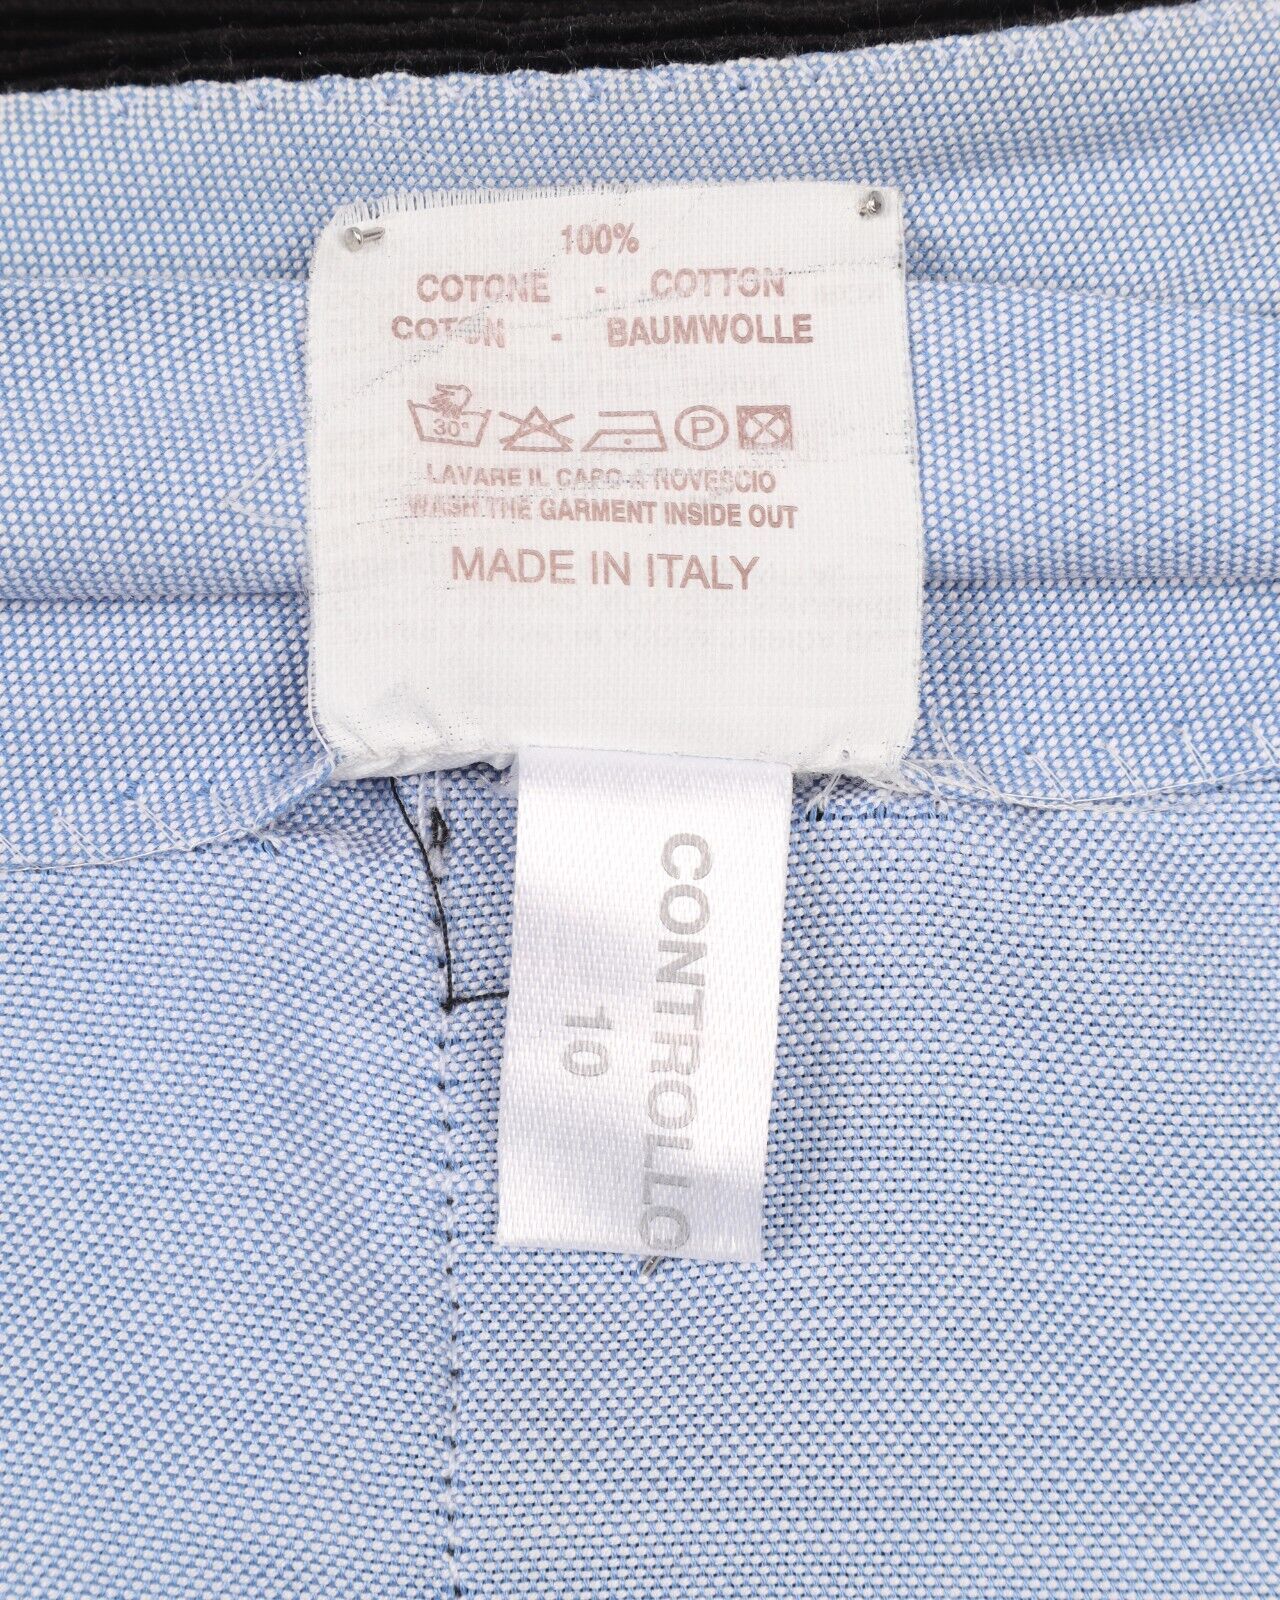 100%
COTONE - COTTON
COTON - BAUMWOLLE
30° P
LAVARE IL CAPO A ROVESCIO
WASH THE GARMENT INSIDE OUT
MADE IN ITALY
CONTROLLO
10